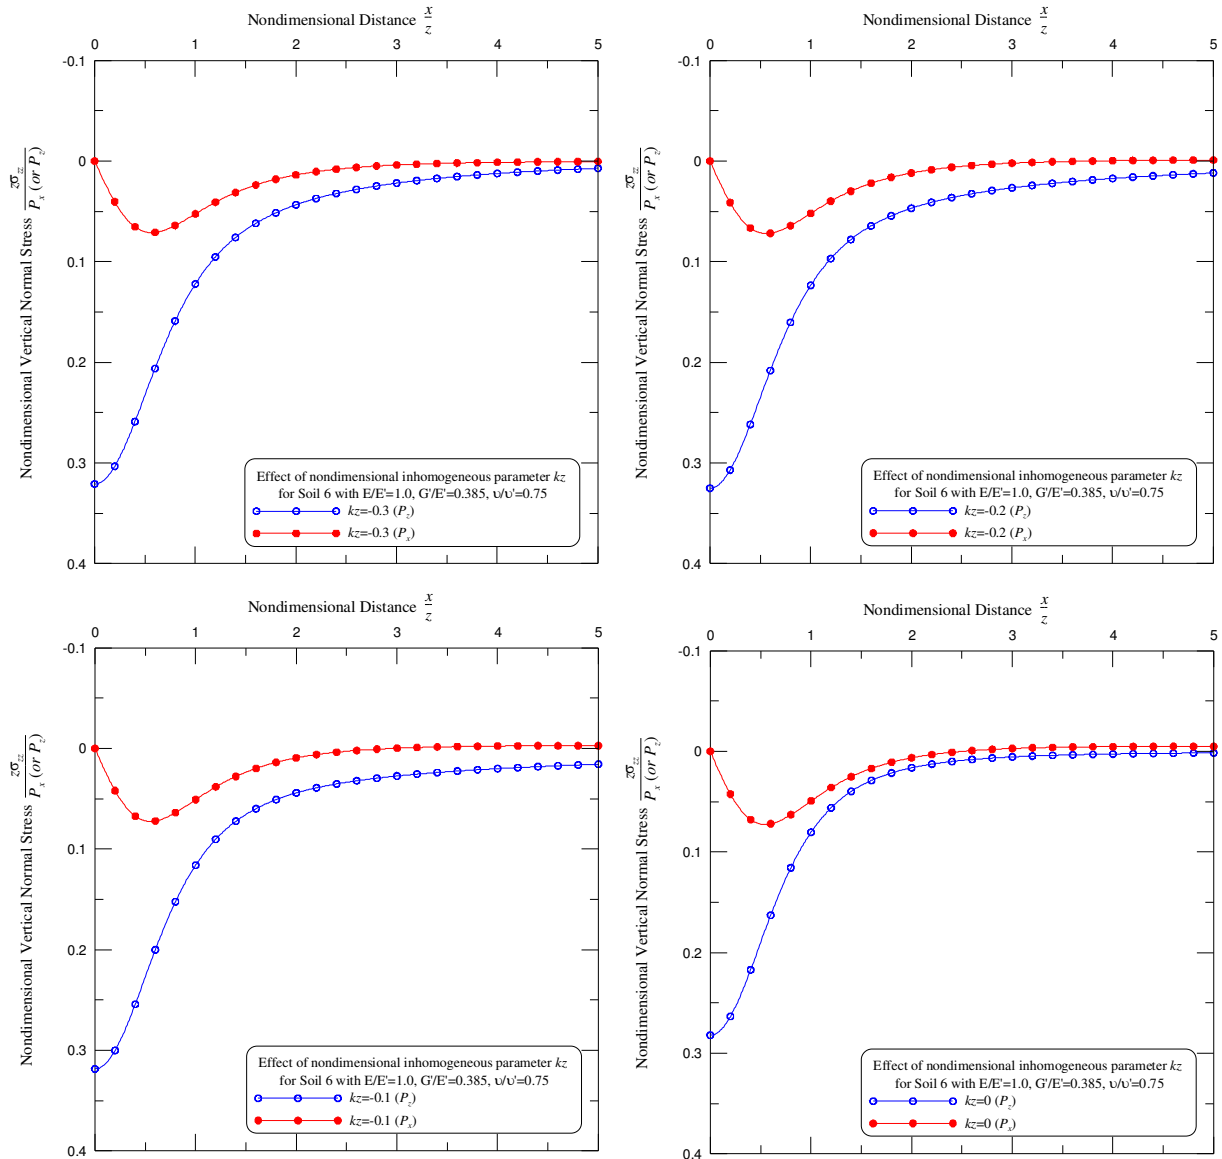 Nondimensional Distance x/z
0 1 2 3 4 5
-0.1
0
0.1
0.2
0.3
0.4
Nondimensional Vertical Normal Stress zσzz / Px (or Pz)
Effect of nondimensional inhomogeneous parameter kz
for Soil 6 with E/E'=1.0, G'/E'=0.385, υ/υ'=0.75
kz=-0.3 (Pz)
kz=-0.3 (Px)
Nondimensional Distance x/z
0 1 2 3 4 5
-0.1
0
0.1
0.2
0.3
0.4
Nondimensional Vertical Normal Stress zσzz / Px (or Pz)
Effect of nondimensional inhomogeneous parameter kz
for Soil 6 with E/E'=1.0, G'/E'=0.385, υ/υ'=0.75
kz=-0.2 (Pz)
kz=-0.2 (Px)
Nondimensional Distance x/z
0 1 2 3 4 5
-0.1
0
0.1
0.2
0.3
0.4
Nondimensional Vertical Normal Stress zσzz / Px (or Pz)
Effect of nondimensional inhomogeneous parameter kz
for Soil 6 with E/E'=1.0, G'/E'=0.385, υ/υ'=0.75
kz=-0.1 (Pz)
kz=-0.1 (Px)
Nondimensional Distance x/z
0 1 2 3 4 5
-0.1
0
0.1
0.2
0.3
0.4
Nondimensional Vertical Normal Stress zσzz / Px (or Pz)
Effect of nondimensional inhomogeneous parameter kz
for Soil 6 with E/E'=1.0, G'/E'=0.385, υ/υ'=0.75
kz=0 (Pz)
kz=0 (Px)